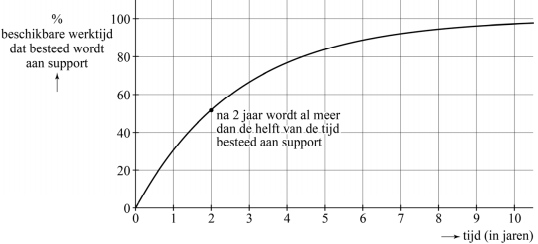 %
beschikbare werktijd
dat besteed wordt
aan support
100
80
60
40
20
0
na 2 jaar wordt al meer
dan de helft van de tijd
besteed aan support
0 1 2 3 4 5 6 7 8 9 10
tijd (in jaren)